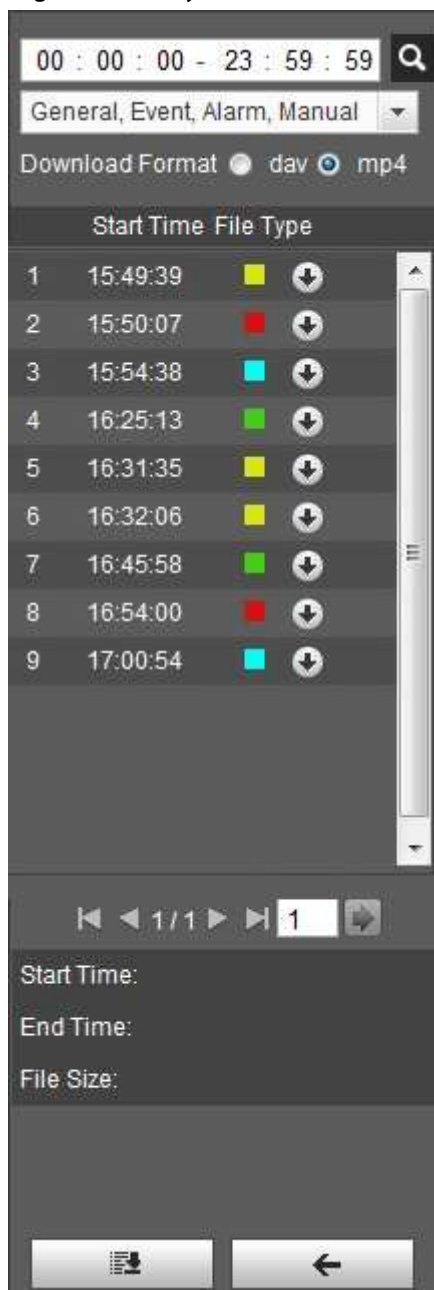 00 : 00 : 00 - 23 : 59 : 59
General, Event, Alarm, Manual
Download Format dav mp4
Start Time File Type
1 15:49:39
2 15:50:07
3 15:54:38
4 16:25:13
5 16:31:35
6 16:32:06
7 16:45:58
8 16:54:00
9 17:00:54
1/1 1
Start Time:
End Time:
File Size: